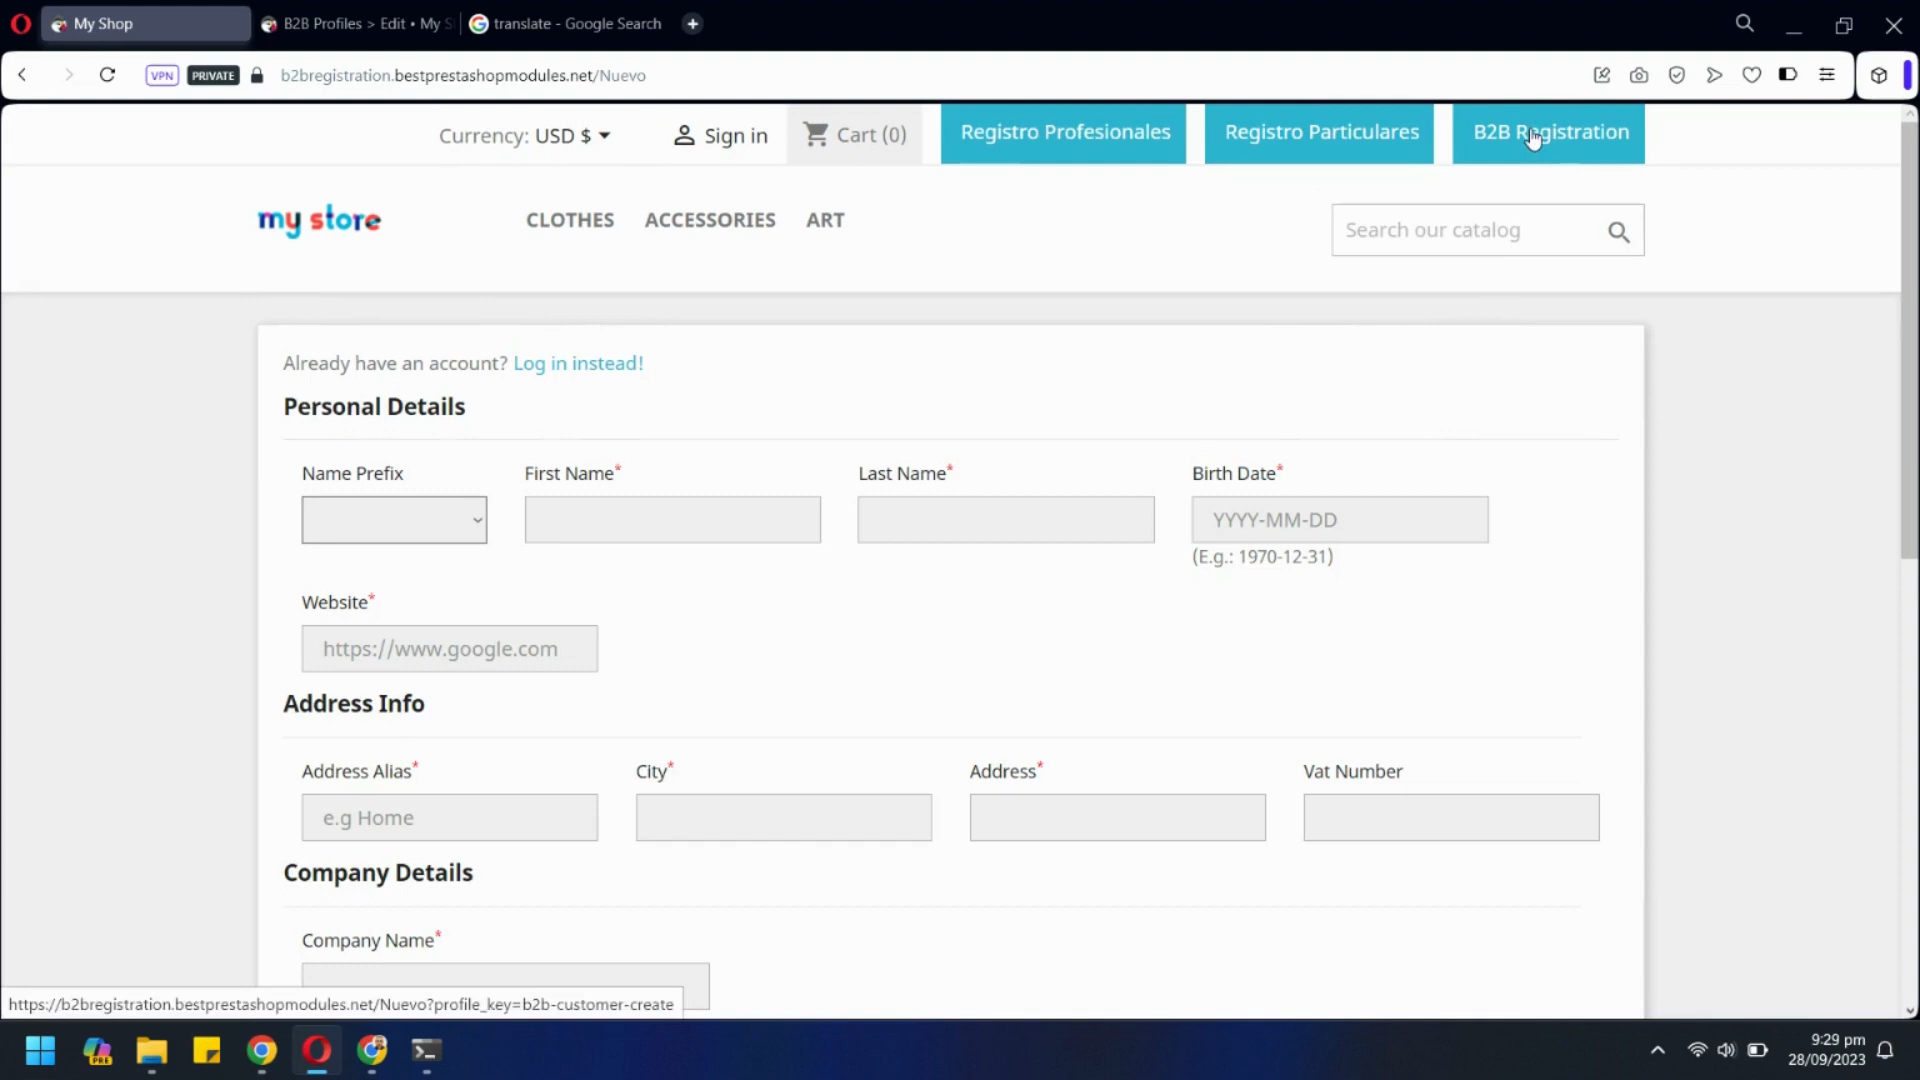 My Shop
B2B Profiles > Edit • My S
translate - Google Search
VPN
PRIVATE
b2bregistration.bestprestashopmodules.net/Nuevo
Currency: USD $
Sign in
Cart (0)
Registro Profesionales
Registro Particulares
B2B Registration
my store
CLOTHES
ACCESSORIES
ART
Search our catalog
Already have an account? Log in instead!
Personal Details
Name Prefix
First Name*
Last Name*
Birth Date*
YYYY-MM-DD
(E.g.: 1970-12-31)
Website*
https://www.google.com
Address Info
Address Alias*
City*
Address*
Vat Number
e.g Home
Company Details
Company Name*
https://b2bregistration.bestprestashopmodules.net/Nuevo?profile_key=b2b-customer-create
PRE
9:29 pm
28/09/2023